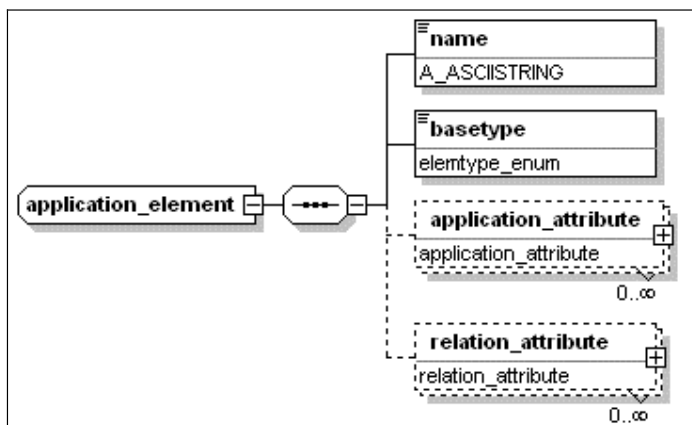 name
A_ASCIISTRING
basetype
elemtype_enum
application_element
application_attribute
application_attribute
0..∞
relation_attribute
relation_attribute
0..∞